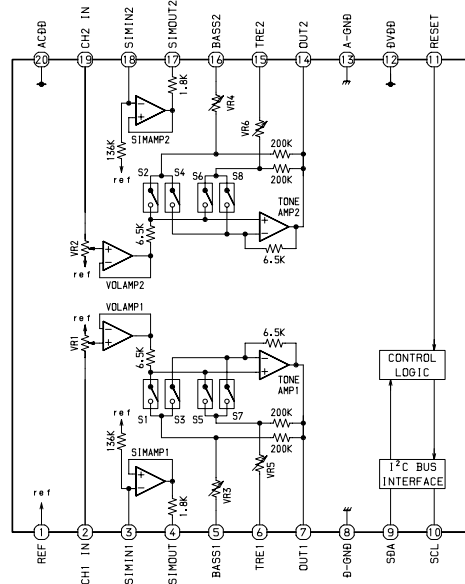 ACDD
CH2 IN
SIMIN2
SIMOUT2
BASS2
TRE2
OUT2
A-GND
DVDD
RESET
20
19
18
17
16
15
14
13
12
11
1.8K
VR4
136K
SIMAMP2
VR6
ref
200K
200K
S2
S4
S6
S8
TONE
AMP2
6.5K
6.5K
VR2
ref
VOLAMP2
ref
VOLAMP1
VR1
6.5K
6.5K
TONE
AMP1
CONTROL
LOGIC
S1
S3
S5
S7
ref
200K
200K
136K
SIMAMP1
VR5
I²C BUS
INTERFACE
ref
VR3
1.8K
1
2
3
4
5
6
7
8
9
10
REF
CH1 IN
SIMIN1
SIMOUT
BASS1
TRE1
OUT1
D-GND
SDA
SCL